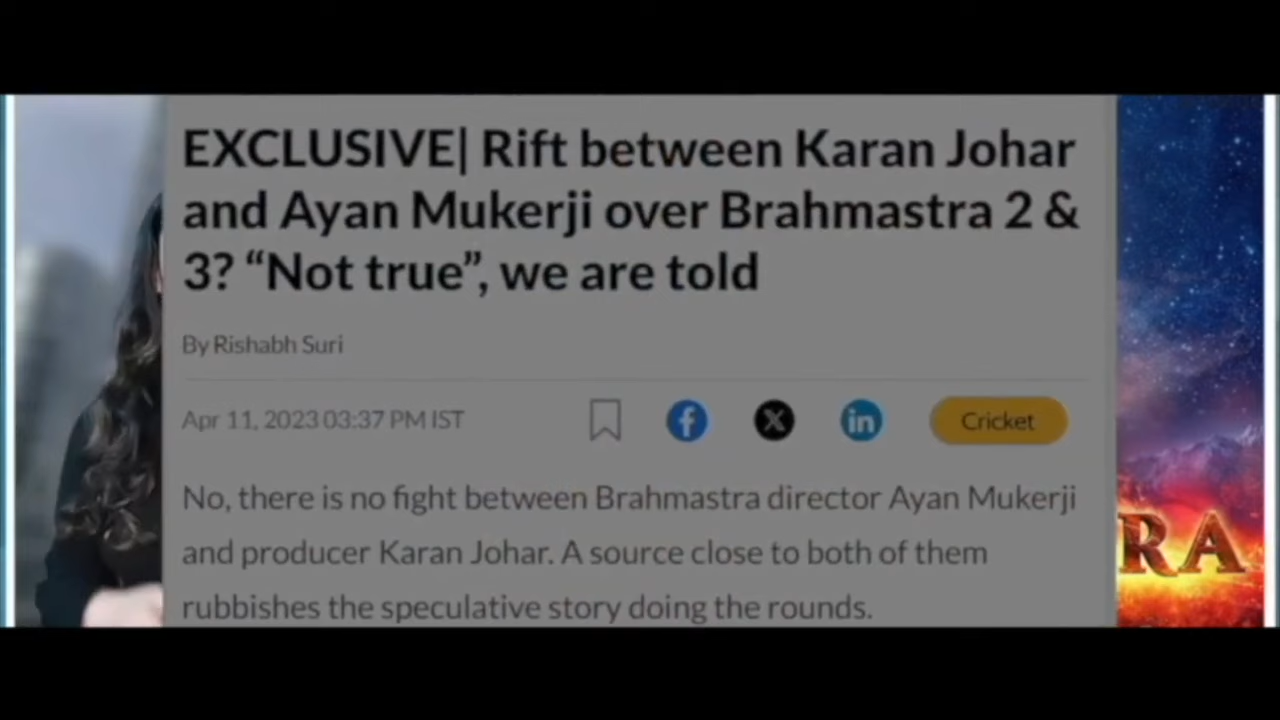 EXCLUSIVE| Rift between Karan Johar
and Ayan Mukerji over Brahmastra 2 &
3? “Not true”, we are told
By Rishabh Suri
Apr 11, 2023 03:37 PM IST
Cricket
No, there is no fight between Brahmastra director Ayan Mukerji
and producer Karan Johar. A source close to both of them
rubbishes the speculative story doing the rounds.
RA